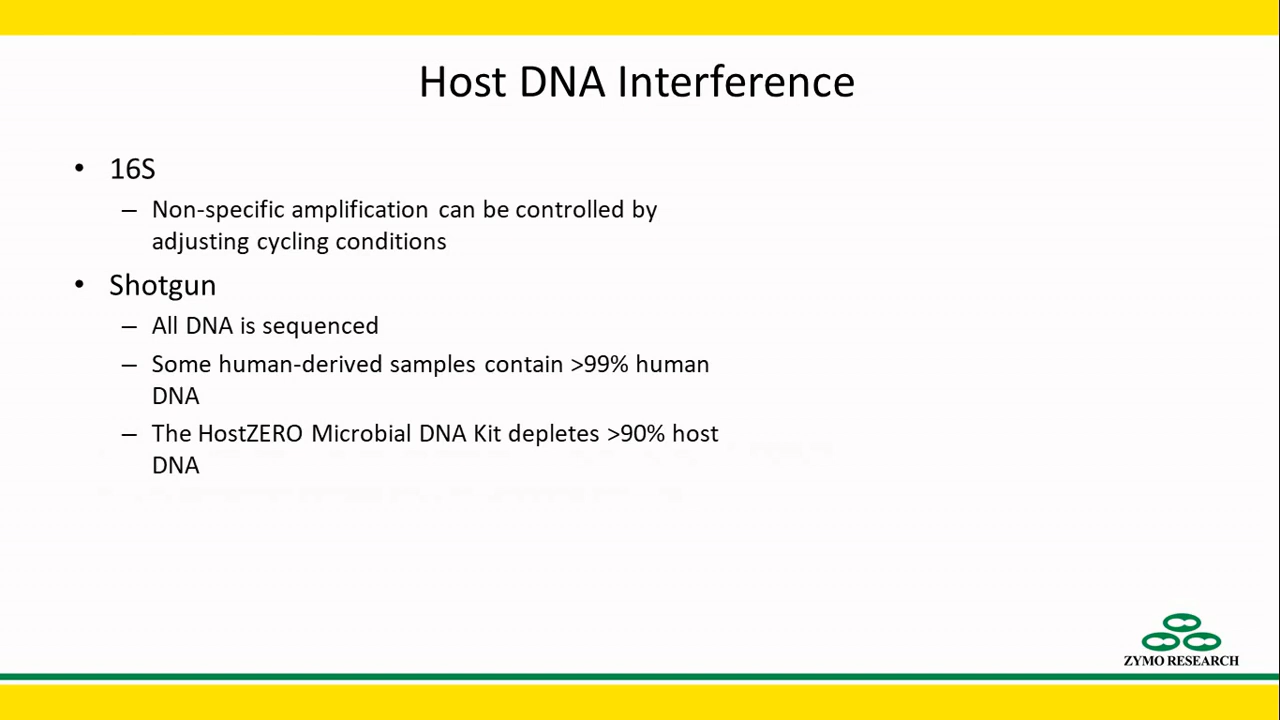 Host DNA Interference
• 16S
– Non-specific amplification can be controlled by
adjusting cycling conditions
• Shotgun
– All DNA is sequenced
– Some human-derived samples contain >99% human
DNA
– The HostZERO Microbial DNA Kit depletes >90% host
DNA
ZYMO RESEARCH